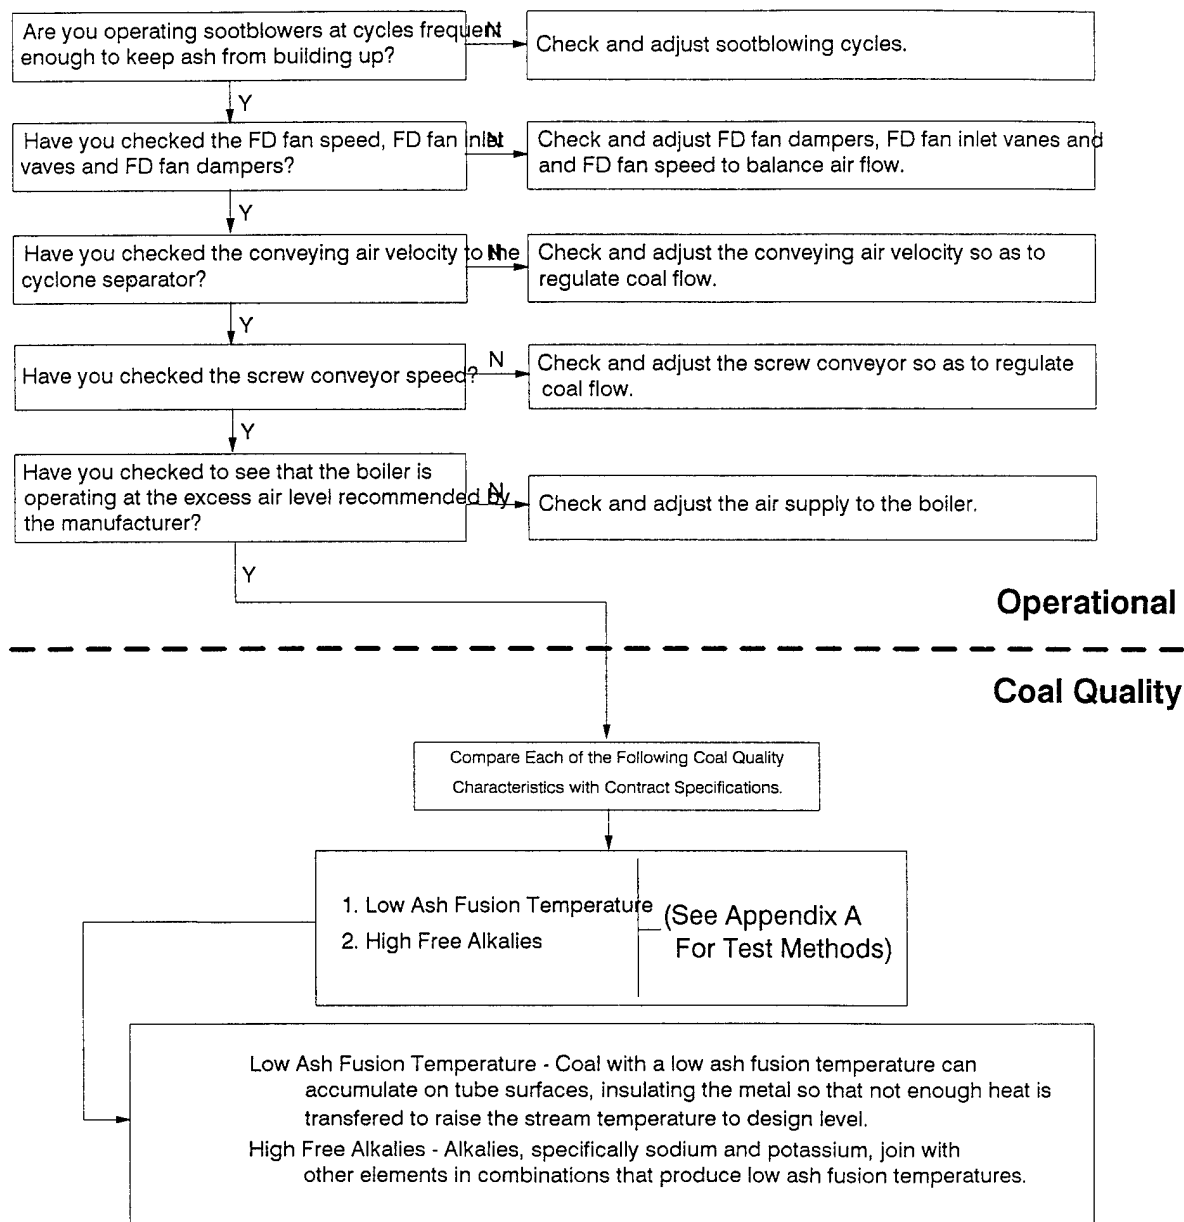 Are you operating sootblowers at cycles frequent
enough to keep ash from building up?
N
Check and adjust sootblowing cycles.
Y
Have you checked the FD fan speed, FD fan inlet
vaves and FD fan dampers?
N
Check and adjust FD fan dampers, FD fan inlet vanes and
and FD fan speed to balance air flow.
Y
Have you checked the conveying air velocity to the
cyclone separator?
N
Check and adjust the conveying air velocity so as to
regulate coal flow.
Y
Have you checked the screw conveyor speed?
N
Check and adjust the screw conveyor so as to regulate
coal flow.
Y
Have you checked to see that the boiler is
operating at the excess air level recommended by
the manufacturer?
N
Check and adjust the air supply to the boiler.
Y
Operational
Coal Quality
Compare Each of the Following Coal Quality
Characteristics with Contract Specifications.
1. Low Ash Fusion Temperature
2. High Free Alkalies
(See Appendix A
For Test Methods)
Low Ash Fusion Temperature - Coal with a low ash fusion temperature can
accumulate on tube surfaces, insulating the metal so that not enough heat is
transfered to raise the stream temperature to design level.
High Free Alkalies - Alkalies, specifically sodium and potassium, join with
other elements in combinations that produce low ash fusion temperatures.